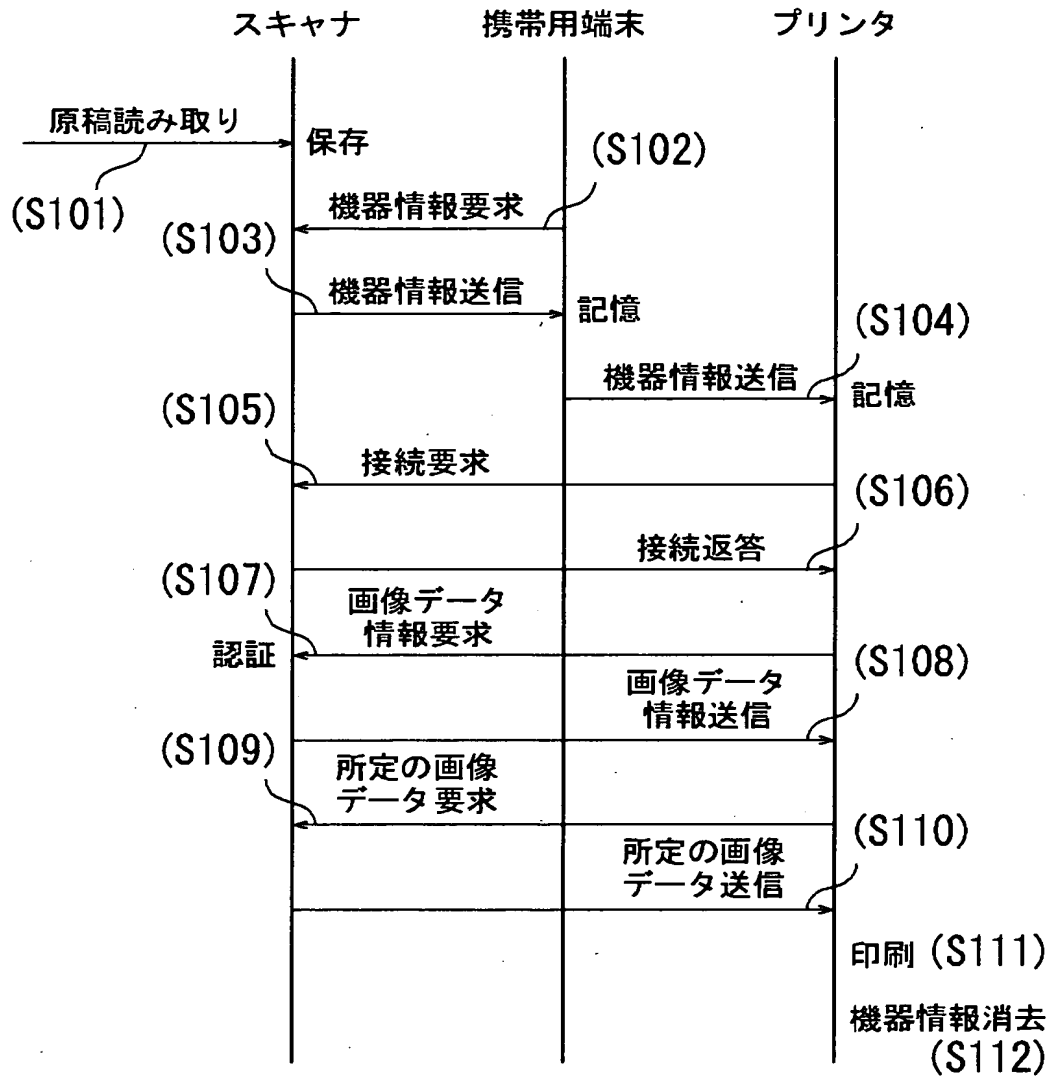 スキャナ
携帯用端末
プリンタ
原稿読み取り
保存
(S101)
(S102)
機器情報要求
(S103)
機器情報送信
記憶
(S104)
機器情報送信
記憶
(S105)
接続要求
(S106)
接続返答
(S107)
画像データ
情報要求
認証
(S108)
画像データ
情報送信
(S109)
所定の画像
データ要求
(S110)
所定の画像
データ送信
印刷 (S111)
機器情報消去
(S112)